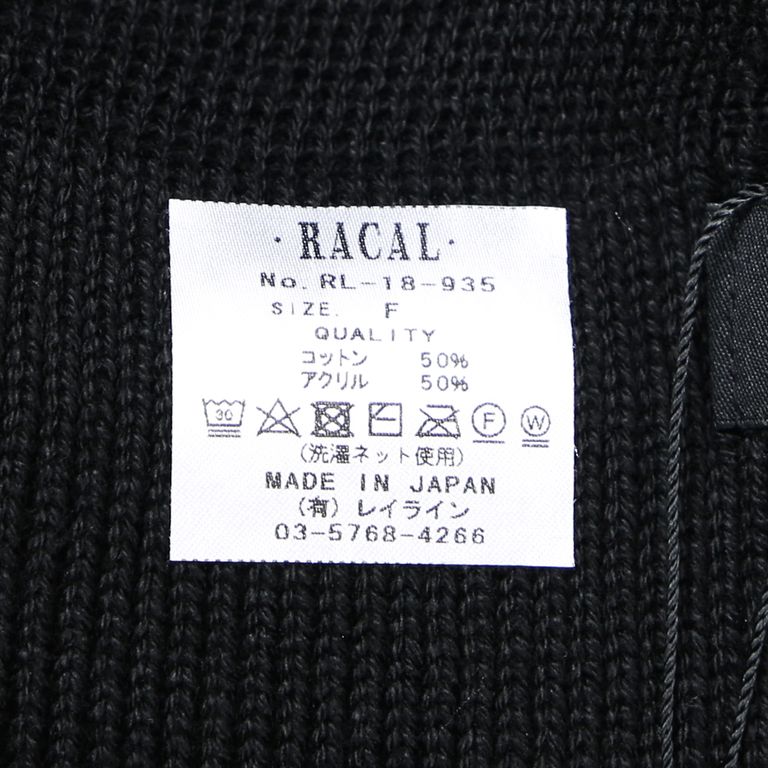 · RACAL ·
No. RL-18-935
SIZE. F
QUALITY
コットン 50%
アクリル 50%
30 F W
(洗濯ネット使用)
MADE IN JAPAN
(有) レイライン
03-5768-4266